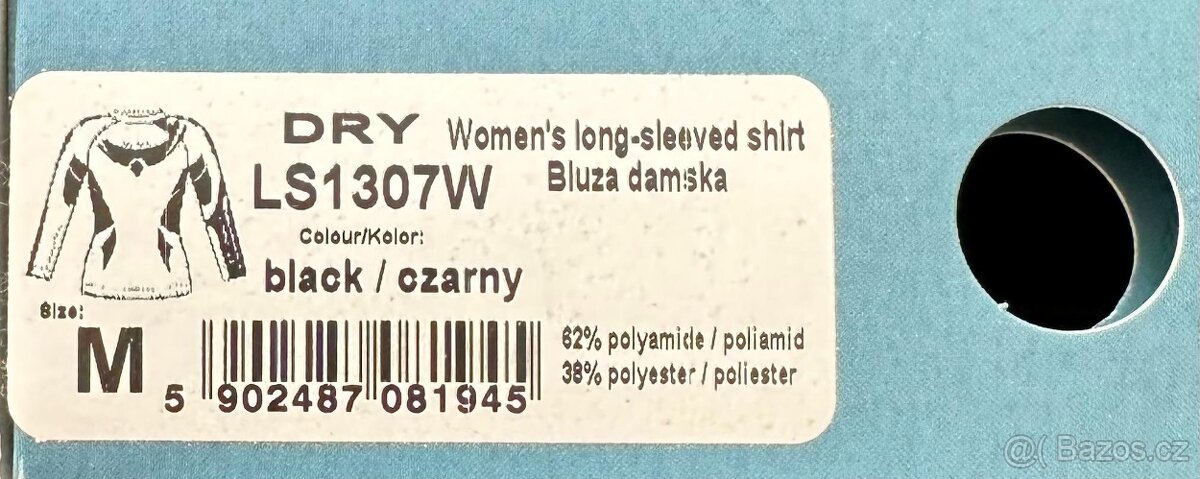 DRY Women's long-sleeved shirt
LS1307W Bluza damska
Colour/Kolor:
black / czarny
Size:
M
5 902487 081945
62% polyamide / poliamid
38% polyester / poliester
@( Bazos.cz